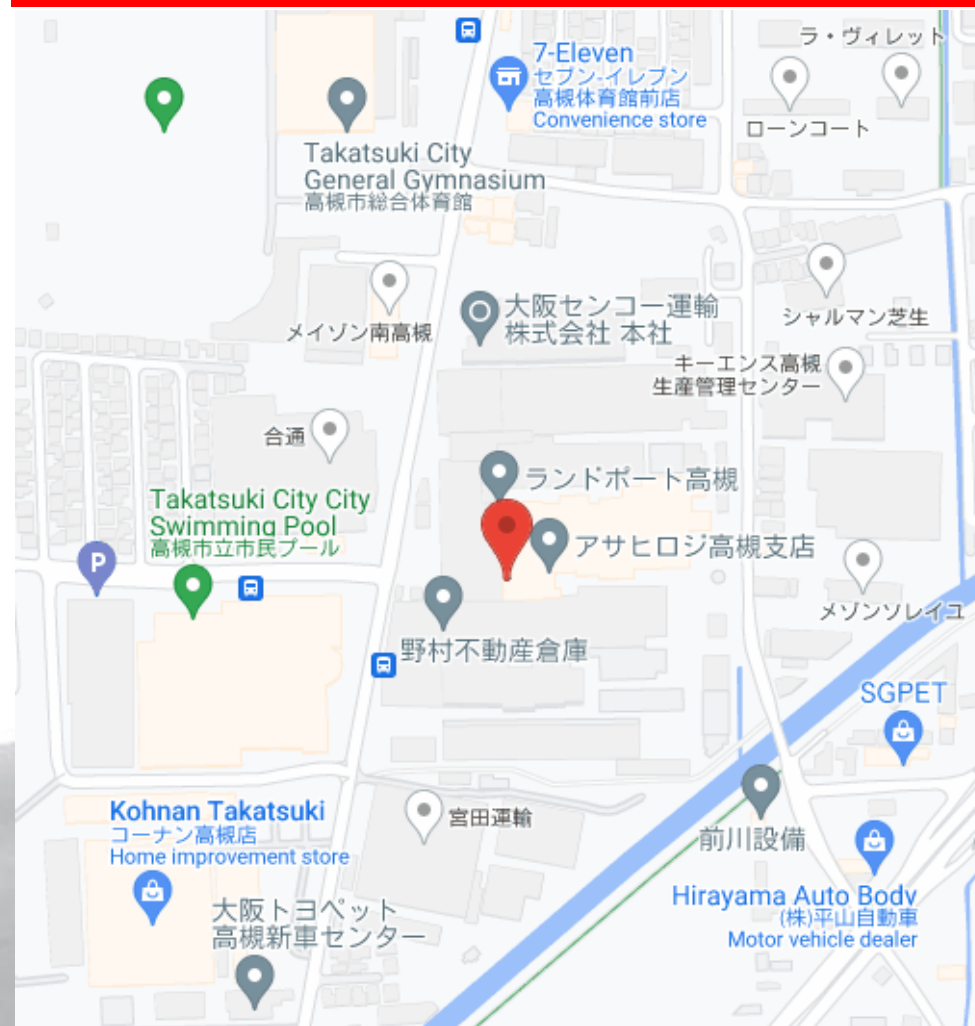 ラ・ヴィレット
7-Eleven
セブン-イレブン
高槻体育館前店
Convenience store
ローンコート
Takatsuki City
General Gymnasium
高槻市総合体育館
シャルマン芝生
大阪センコー運輸
株式会社 本社
メイゾン南高槻
キーエンス高槻
生産管理センター
合通
ランドポート高槻
Takatsuki City City
Swimming Pool
高槻市立市民プール
アサヒロジ高槻支店
P
メゾンソレイユ
野村不動産倉庫
SGPET
Kohnan Takatsuki
コーナン高槻店
Home improvement store
宮田運輸
前川設備
Hirayama Auto Body
(株)平山自動車
Motor vehicle dealer
大阪トヨペット
高槻新車センター